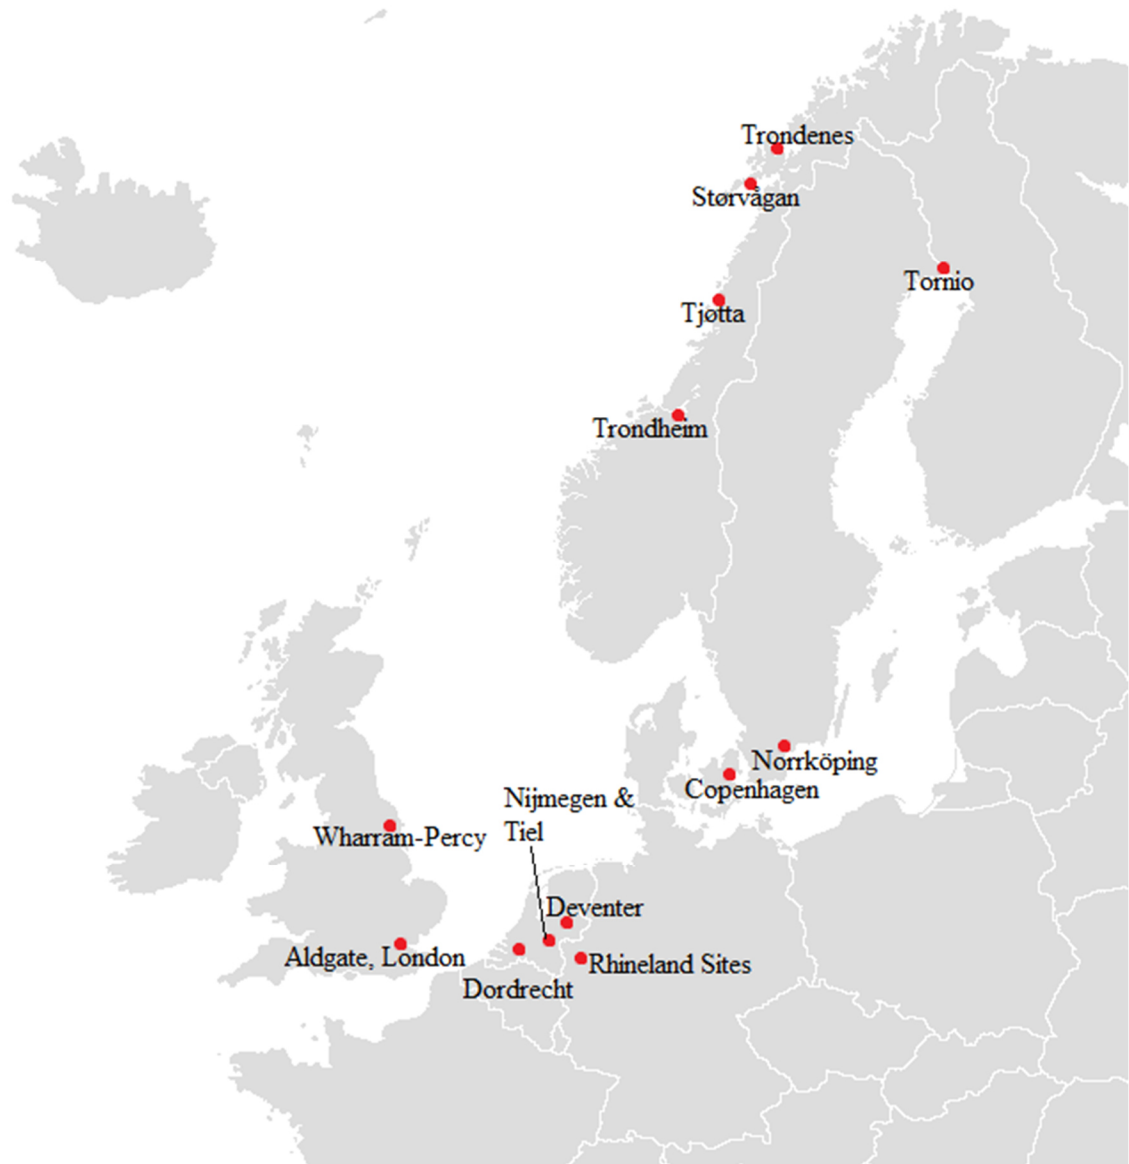 Trondenes
Størvågan
Tornio
Tjøtta
Trondheim
Norrköping
Copenhagen
Nijmegen &
Tiel
Wharram-Percy
Deventer
Aldgate, London
Rhineland Sites
Dordrecht